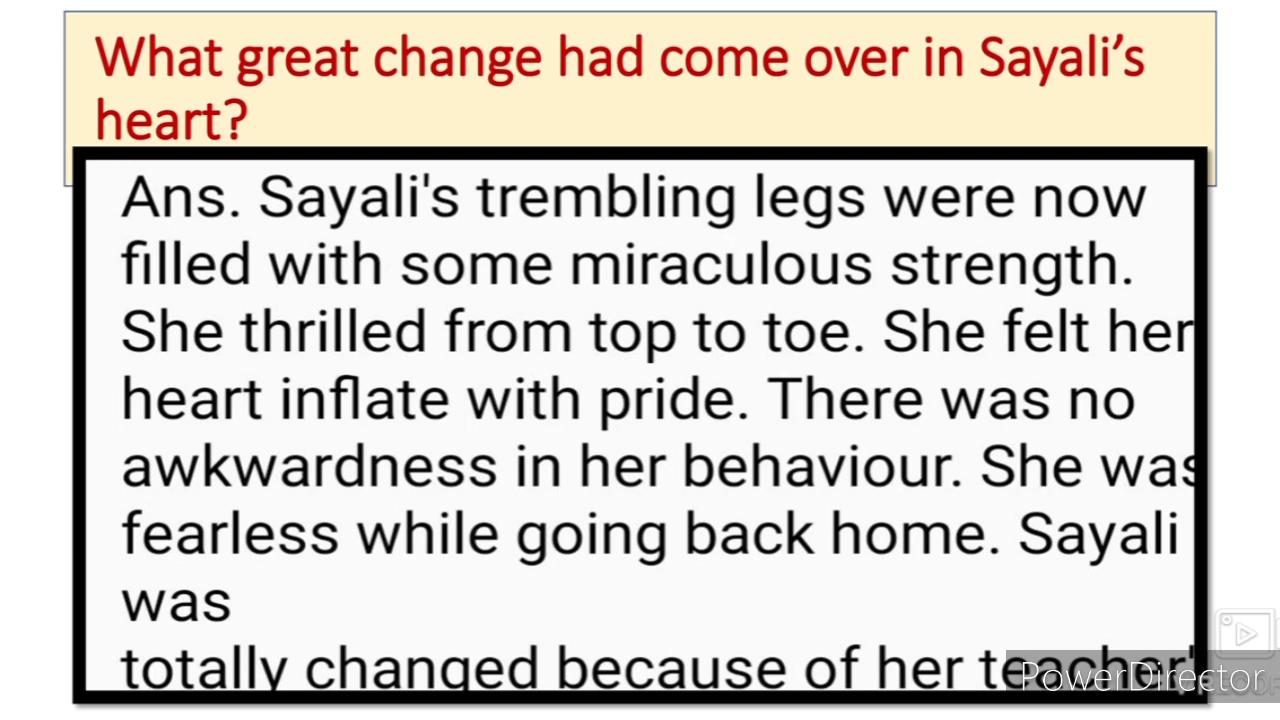 What great change had come over in Sayali’s
heart?
Ans. Sayali's trembling legs were now
filled with some miraculous strength.
She thrilled from top to toe. She felt her
heart inflate with pride. There was no
awkwardness in her behaviour. She was
fearless while going back home. Sayali
was
totally changed because of her teacher'
PowerDirector